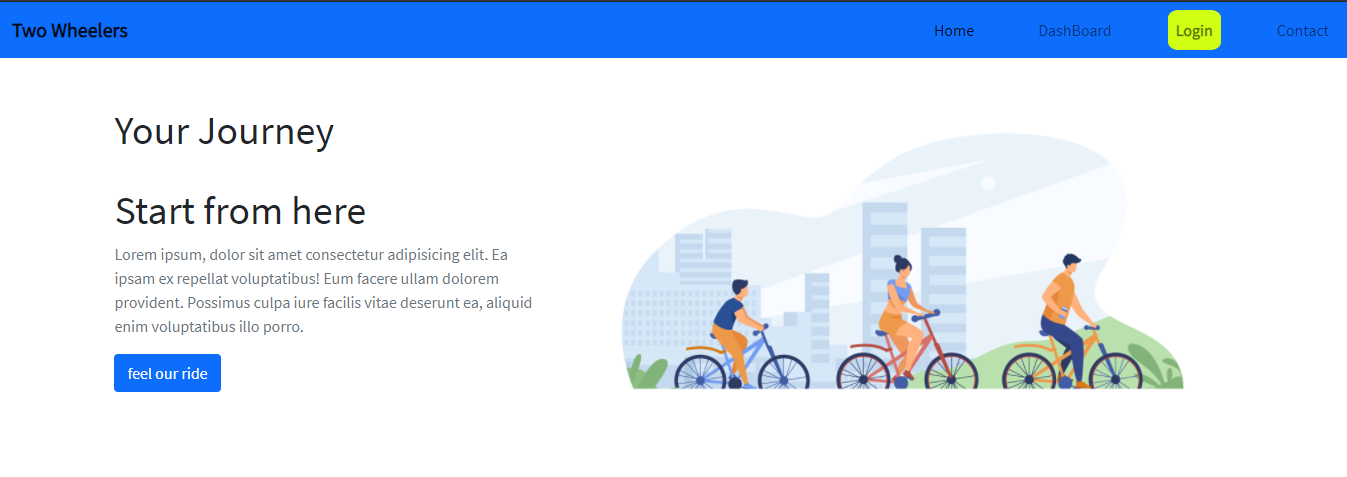 Two Wheelers
Home
DashBoard
Login
Contact
Your Journey
Start from here
Lorem ipsum, dolor sit amet consectetur adipisicing elit. Ea
ipsam ex repellat voluptatibus! Eum facere ullam dolorem
provident. Possimus culpa iure facilis vitae deserunt ea, aliquid
enim voluptatibus illo porro.
feel our ride